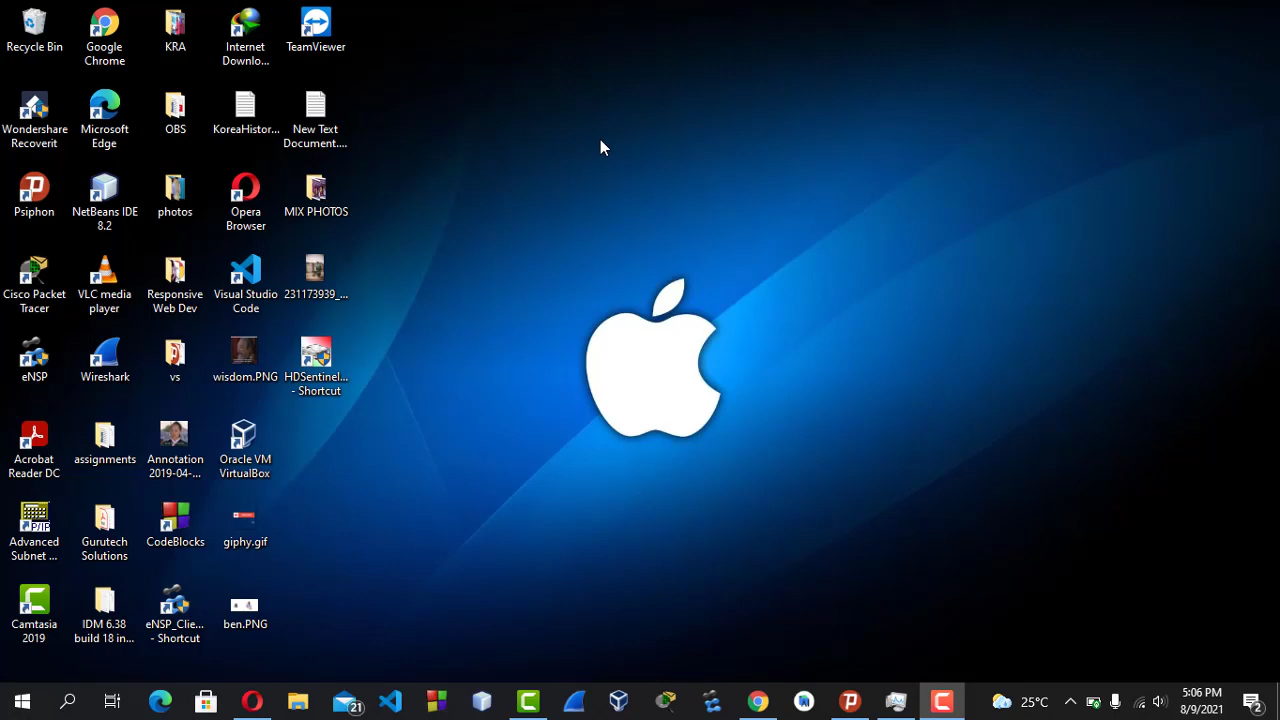 Recycle Bin
Google
Chrome
KRA
Internet
Downlo...
TeamViewer
Wondershare
Recoverit
Microsoft
Edge
OBS
KoreaHistor...
New Text
Document....
Psiphon
NetBeans IDE
8.2
photos
Opera
Browser
MIX PHOTOS
Cisco Packet
Tracer
VLC media
player
Responsive
Web Dev
Visual Studio
Code
231173939_...
eNSP
Wireshark
vs
wisdom.PNG
HDSentinel...
- Shortcut
Acrobat
Reader DC
assignments
Annotation
2019-04-...
Oracle VM
VirtualBox
Advanced
Subnet ...
Gurutech
Solutions
CodeBlocks
giphy.gif
Camtasia
2019
IDM 6.38
build 18 in...
eNSP_Clie...
- Shortcut
ben.PNG
21
25°C
5:06 PM
8/9/2021
2